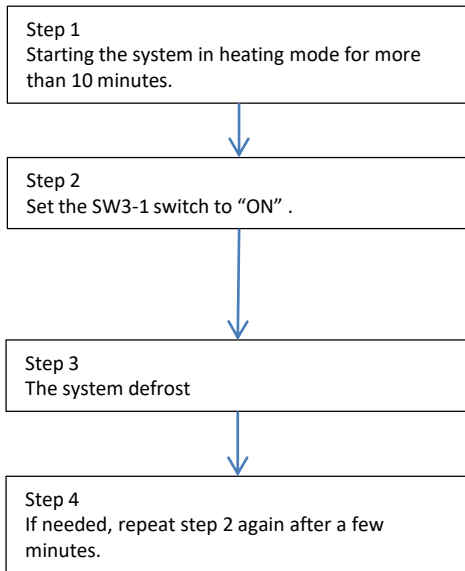 Step 1
Starting the system in heating mode for more
than 10 minutes.
Step 2
Set the SW3-1 switch to “ON” .
Step 3
The system defrost
Step 4
If needed, repeat step 2 again after a few
minutes.